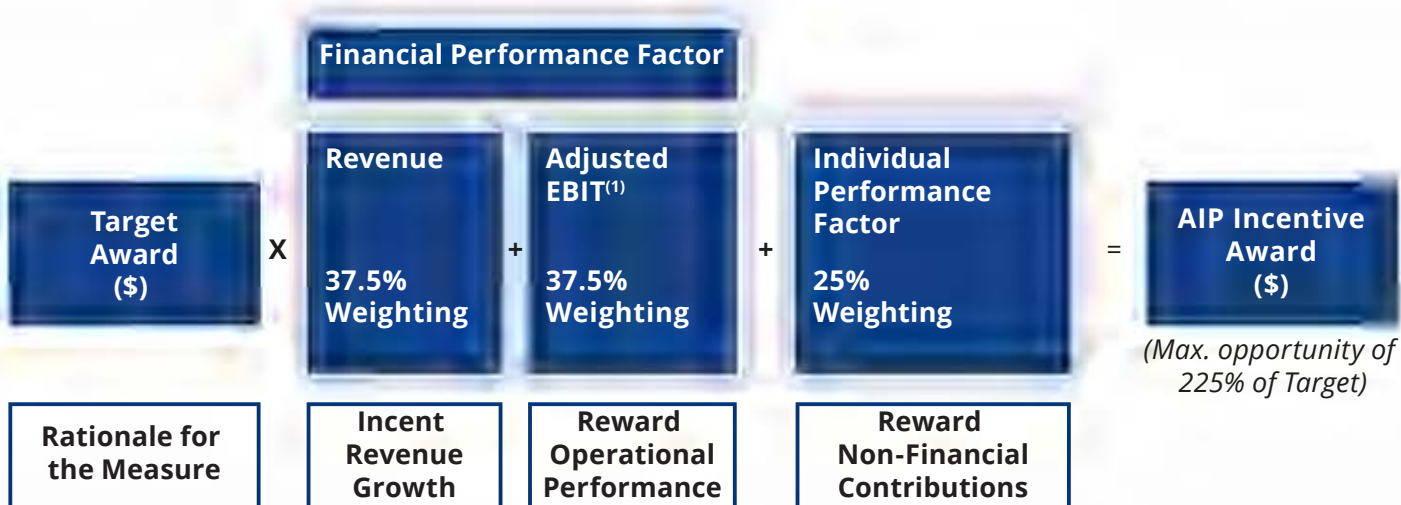 Financial Performance Factor
Target
Award
($)
X
Revenue
37.5%
Weighting
+
Adjusted
EBIT(1)
37.5%
Weighting
+
Individual
Performance
Factor
25%
Weighting
=
AIP Incentive
Award
($)
(Max. opportunity of
225% of Target)
Rationale for
the Measure
Incent
Revenue
Growth
Reward
Operational
Performance
Reward
Non-Financial
Contributions